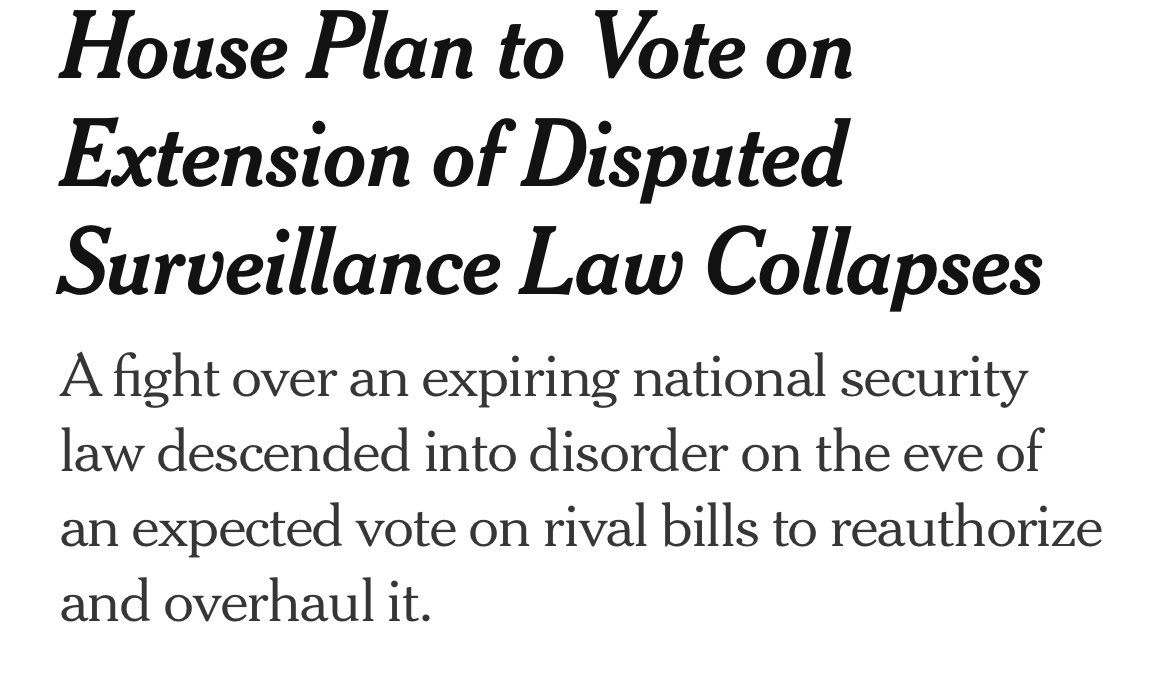 House Plan to Vote on
Extension of Disputed
Surveillance Law Collapses
A fight over an expiring national security
law descended into disorder on the eve of
an expected vote on rival bills to reauthorize
and overhaul it.